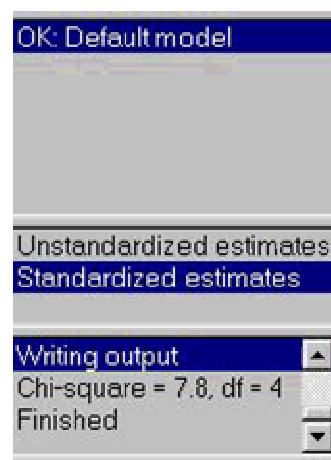 OK: Default model
Unstandardized estimates
Standardized estimates
Writing output
Chi-square = 7.8, df = 4
Finished